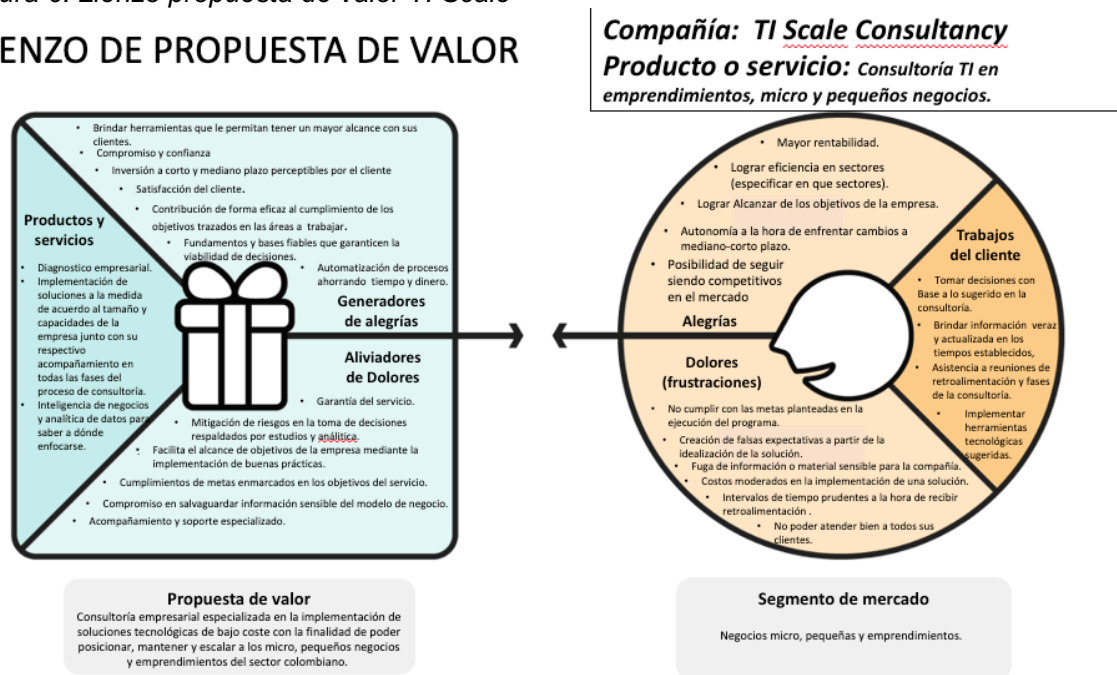 Lienzo propuesta de valor TI Scale
ENZO DE PROPUESTA DE VALOR
Compañía: TI Scale Consultancy
Producto o servicio: Consultoría TI en
emprendimientos, micro y pequeños negocios.
• Brindar herramientas que le permitan tener un mayor alcance con sus
clientes.
• Compromiso y confianza
• Inversión a corto y mediano plazo perceptibles por el cliente
• Satisfacción del cliente.
• Contribución de forma eficaz al cumplimiento de los
objetivos trazados en las áreas a trabajar.
• Fundamentos y bases fiables que garanticen la
viabilidad de decisiones.
• Automatización de procesos
ahorrando tiempo y dinero.
Generadores
de alegrías
Productos y
servicios
• Diagnostico empresarial.
• Implementación de
soluciones a la medida
de acuerdo al tamaño y
capacidades de la
empresa junto con su
respectivo
acompañamiento en
todas las fases del
proceso de consultoría.
• Inteligencia de negocios
y analítica de datos para
saber a dónde
enfocarse.
Aliviadores
de Dolores
• Garantía del servicio.
• Mitigación de riesgos en la toma de decisiones
respaldados por estudios y análitica.
• Facilita el alcance de objetivos de la empresa mediante la
implementación de buenas prácticas.
• Cumplimientos de metas enmarcados en los objetivos del servicio.
• Compromiso en salvaguardar información sensible del modelo de negocio.
• Acompañamiento y soporte especializado.
• Mayor rentabilidad.
• Lograr eficiencia en sectores
(especificar en que sectores).
• Lograr Alcanzar de los objetivos de la empresa.
• Autonomía a la hora de enfrentar cambios a
mediano-corto plazo.
• Posibilidad de seguir
siendo competitivos
en el mercado
Alegrías
Dolores
(frustraciones)
• No cumplir con las metas planteadas en la
ejecución del programa.
• Creación de falsas expectativas a partir de la
idealización de la solución.
• Fuga de información o material sensible para la compañía.
• Costos moderados en la implementación de una solución.
• Intervalos de tiempo prudentes a la hora de recibir
retroalimentación .
• No poder atender bien a todos sus
clientes.
Trabajos
del cliente
• Tomar decisiones con
Base a lo sugerido en la
consultoría.
• Brindar información veraz
y actualizada en los
tiempos establecidos,
• Asistencia a reuniones de
retroalimentación y fases
de la consultoría.
• Implementar
herramientas
tecnológicas
sugeridas.
Propuesta de valor
Consultoría empresarial especializada en la implementación de
soluciones tecnológicas de bajo coste con la finalidad de poder
posicionar, mantener y escalar a los micro, pequeños negocios
y emprendimientos del sector colombiano.
Segmento de mercado
Negocios micro, pequeñas y emprendimientos.